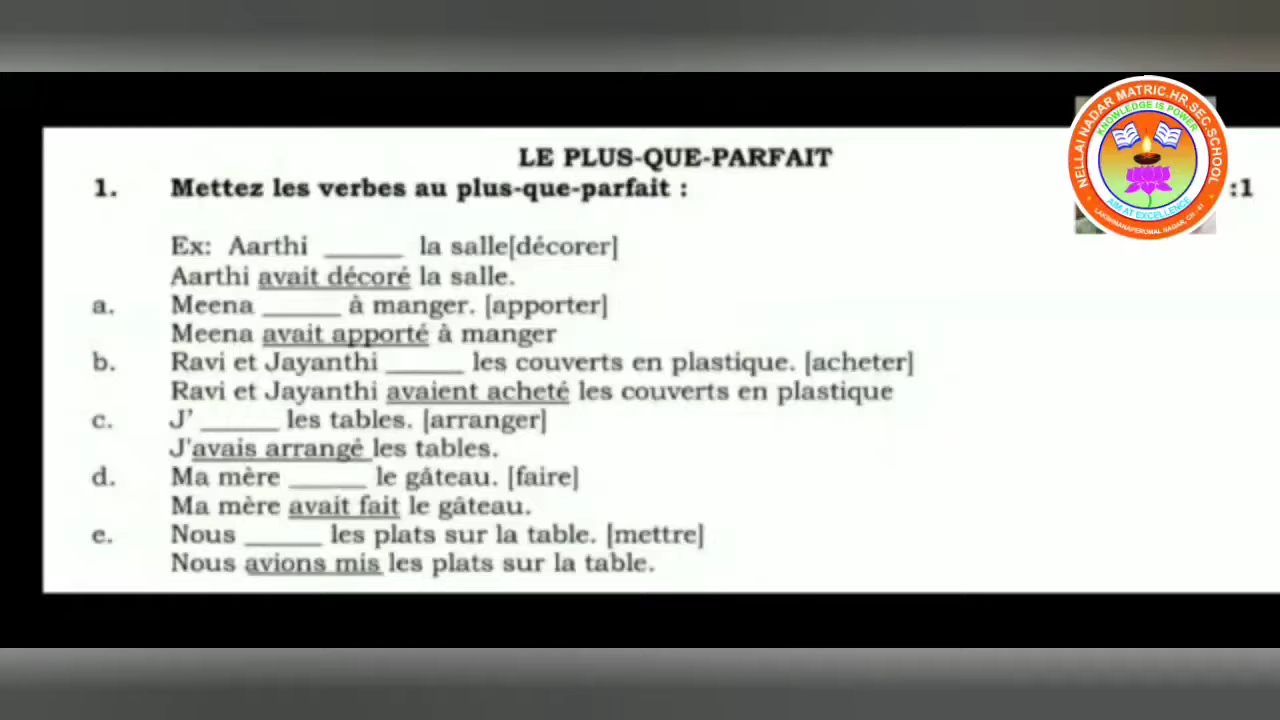 LE PLUS-QUE-PARFAIT
1. Mettez les verbes au plus-que-parfait : :1
Ex: Aarthi ______ la salle[décorer]
Aarthi avait décoré la salle.
a. Meena ______ à manger. [apporter]
Meena avait apporté à manger
b. Ravi et Jayanthi ______ les couverts en plastique. [acheter]
Ravi et Jayanthi avaient acheté les couverts en plastique
c. J' ______ les tables. [arranger]
J'avais arrangé les tables.
d. Ma mère ______ le gâteau. [faire]
Ma mère avait fait le gâteau.
e. Nous ______ les plats sur la table. [mettre]
Nous avions mis les plats sur la table.
NELLAI NADAR MATRIC.HR.SEC.SCHOOL
KNOWLEDGE IS POWER
AIM AT EXCELLENCE
LAKSHMANAPERUMAL NAGAR, CH - 41